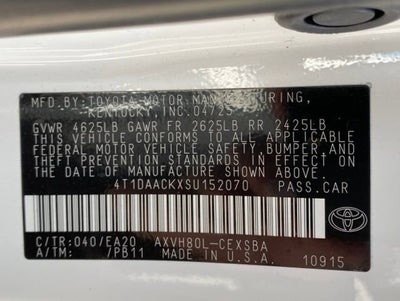 MFD.BY:TOYOTA MOTOR MANUFACTURING,
KENTUCKY, INC. 04/25
GVWR 4625LB GAWR FR 2625LB RR 2425LB
THIS VEHICLE CONFORMS TO ALL APPLICABLE
FEDERAL MOTOR VEHICLE SAFETY,BUMPER,AND
THEFT PREVENTION STANDARDS IN EFFECT ON
THE DATE OF MANUFACTURE SHOWN ABOVE.
4T1DAACKXSU152070 PASS.CAR
C/TR:040/EA20 AXVH80L-CEXSBA
A/TM: /PB11 MADE IN U.S.A. 10915
TOYOTA